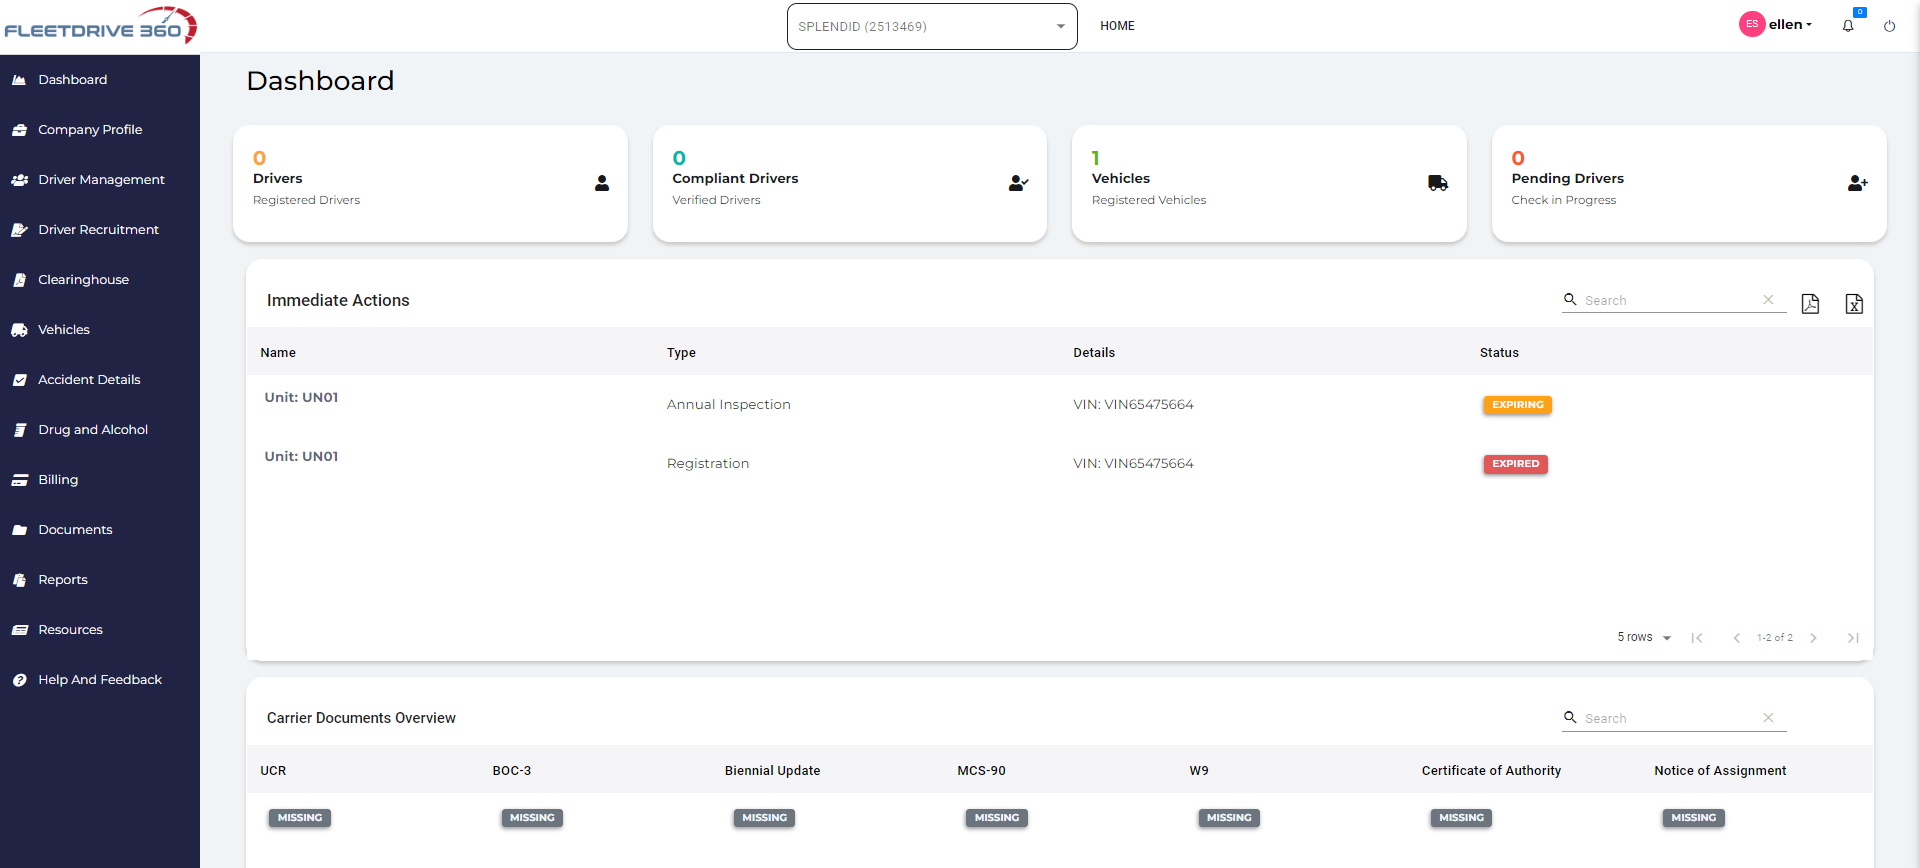 FLEETDRIVE 360
SPLENDID (2513469)
HOME
ES
ellen
0
Dashboard
Company Profile
Driver Management
Driver Recruitment
Clearinghouse
Vehicles
Accident Details
Drug and Alcohol
Billing
Documents
Reports
Resources
Help And Feedback
Dashboard
0
Drivers
Registered Drivers
0
Compliant Drivers
Verified Drivers
1
Vehicles
Registered Vehicles
0
Pending Drivers
Check in Progress
Immediate Actions
Search
Name Type Details Status
Unit: UN01 Annual Inspection VIN: VIN65475664 EXPIRING
Unit: UN01 Registration VIN: VIN65475664 EXPIRED
5 rows 1-2 of 2
Carrier Documents Overview
Search
UCR BOC-3 Biennial Update MCS-90 W9 Certificate of Authority Notice of Assignment
MISSING MISSING MISSING MISSING MISSING MISSING MISSING